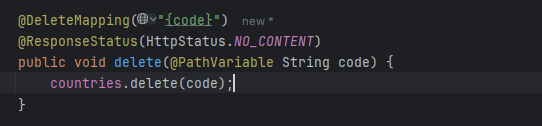 @DeleteMapping("{code}") new *
@ResponseStatus(HttpStatus.NO_CONTENT)
public void delete(@PathVariable String code) {
countries.delete(code);
}